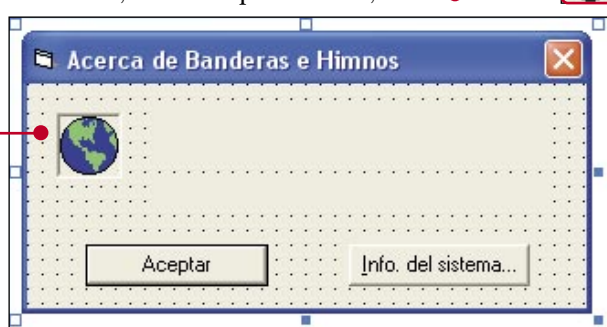 Acerca de Banderas e Himnos
Aceptar
Info. del sistema...